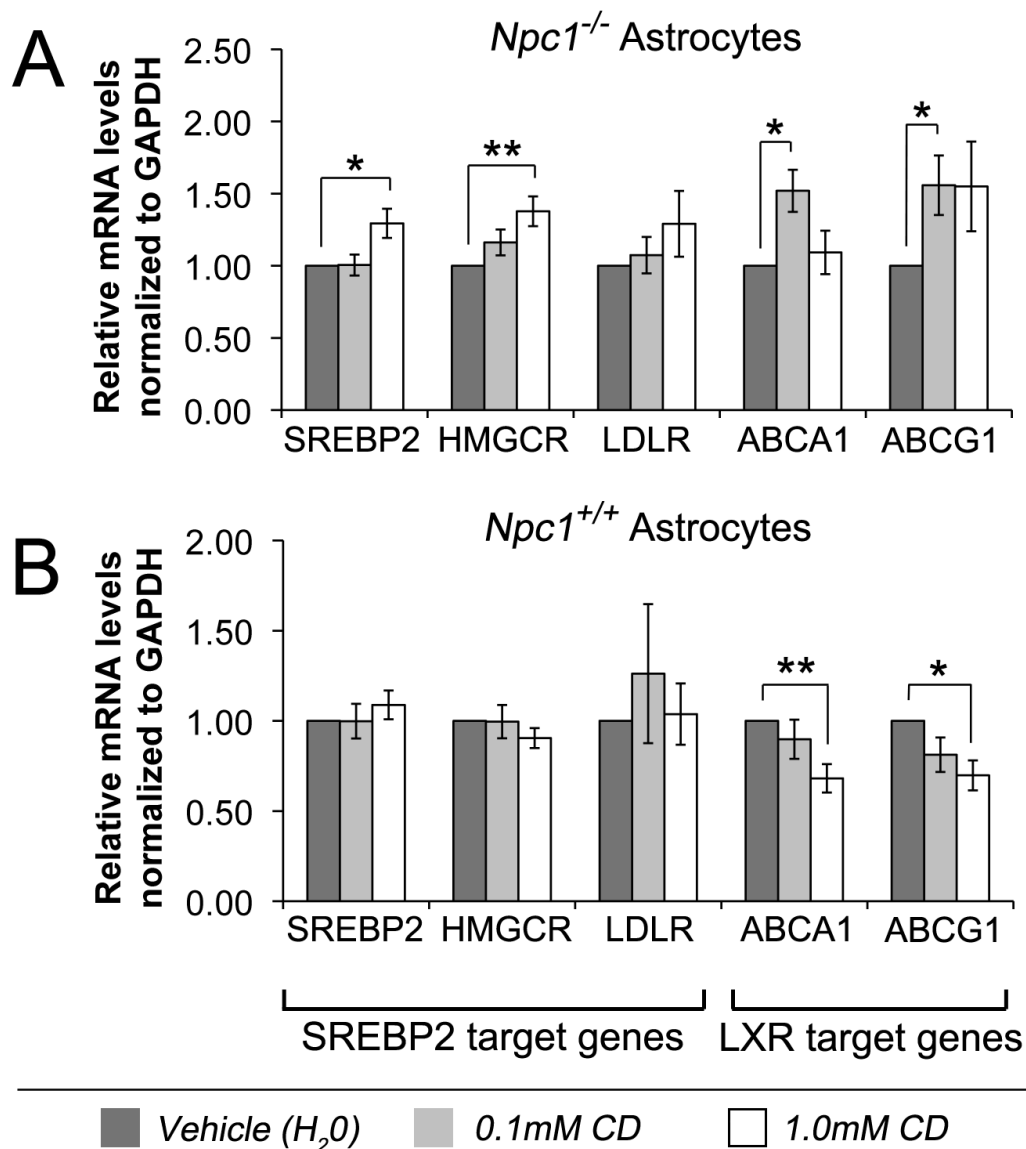 A
Npc1-/- Astrocytes
Relative mRNA levels
normalized to GAPDH
2.50
2.00
1.50
1.00
0.50
0.00
*
**
*
*
SREBP2 HMGCR LDLR ABCA1 ABCG1
B
Npc1+/+ Astrocytes
Relative mRNA levels
normalized to GAPDH
2.00
1.50
1.00
0.50
0.00
**
*
SREBP2 HMGCR LDLR ABCA1 ABCG1
SREBP2 target genes LXR target genes
Vehicle (H20) 0.1mM CD 1.0mM CD